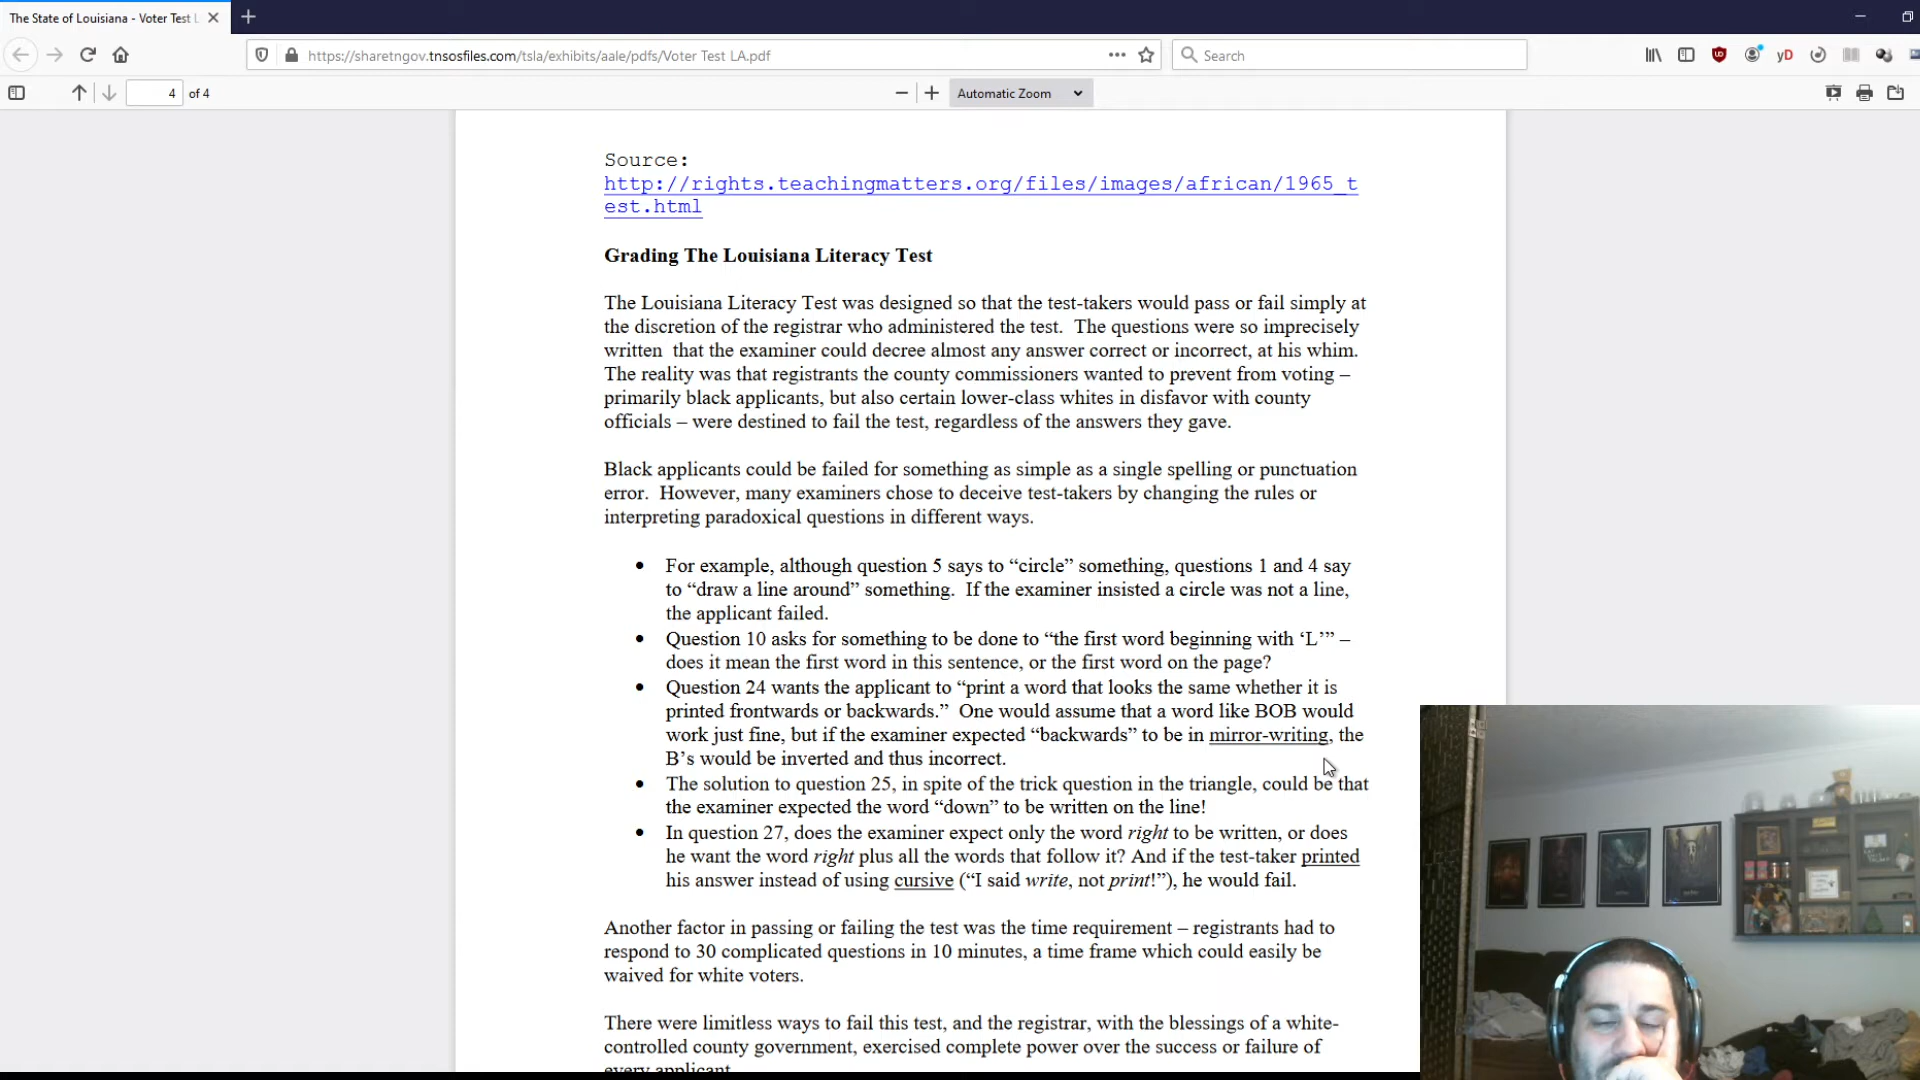 The State of Louisiana - Voter Test L
https://sharetngov.tnsosfiles.com/tsla/exhibits/aale/pdfs/Voter Test LA.pdf
Search
yD
4 of 4
Automatic Zoom
Source:
http://rights.teachingmatters.org/files/images/african/1965_t
est.html
Grading The Louisiana Literacy Test
The Louisiana Literacy Test was designed so that the test-takers would pass or fail simply at
the discretion of the registrar who administered the test.  The questions were so imprecisely
written  that the examiner could decree almost any answer correct or incorrect, at his whim.
The reality was that registrants the county commissioners wanted to prevent from voting –
primarily black applicants, but also certain lower-class whites in disfavor with county
officials – were destined to fail the test, regardless of the answers they gave.
Black applicants could be failed for something as simple as a single spelling or punctuation
error.  However, many examiners chose to deceive test-takers by changing the rules or
interpreting paradoxical questions in different ways.
• For example, although question 5 says to “circle” something, questions 1 and 4 say
to “draw a line around” something.  If the examiner insisted a circle was not a line,
the applicant failed.
• Question 10 asks for something to be done to “the first word beginning with ‘L’” –
does it mean the first word in this sentence, or the first word on the page?
• Question 24 wants the applicant to “print a word that looks the same whether it is
printed frontwards or backwards.”  One would assume that a word like BOB would
work just fine, but if the examiner expected “backwards” to be in mirror-writing, the
B’s would be inverted and thus incorrect.
• The solution to question 25, in spite of the trick question in the triangle, could be that
the examiner expected the word “down” to be written on the line!
• In question 27, does the examiner expect only the word right to be written, or does
he want the word right plus all the words that follow it? And if the test-taker printed
his answer instead of using cursive (“I said write, not print!”), he would fail.
Another factor in passing or failing the test was the time requirement – registrants had to
respond to 30 complicated questions in 10 minutes, a time frame which could easily be
waived for white voters.
There were limitless ways to fail this test, and the registrar, with the blessings of a white-
controlled county government, exercised complete power over the success or failure of
every applicant.